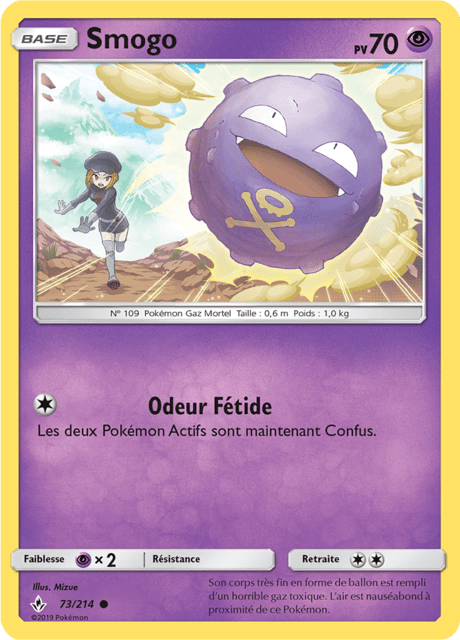 BASE Smogo PV 70
N° 109 Pokémon Gaz Mortel Taille : 0,6 m Poids : 1,0 kg
Odeur Fétide
Les deux Pokémon Actifs sont maintenant Confus.
Faiblesse × 2 Résistance Retraite
Illus. Mizue
73/214
©2019 Pokémon
Son corps très fin en forme de ballon est rempli
d'un horrible gaz toxique. L'air est nauséabond à
proximité de ce Pokémon.